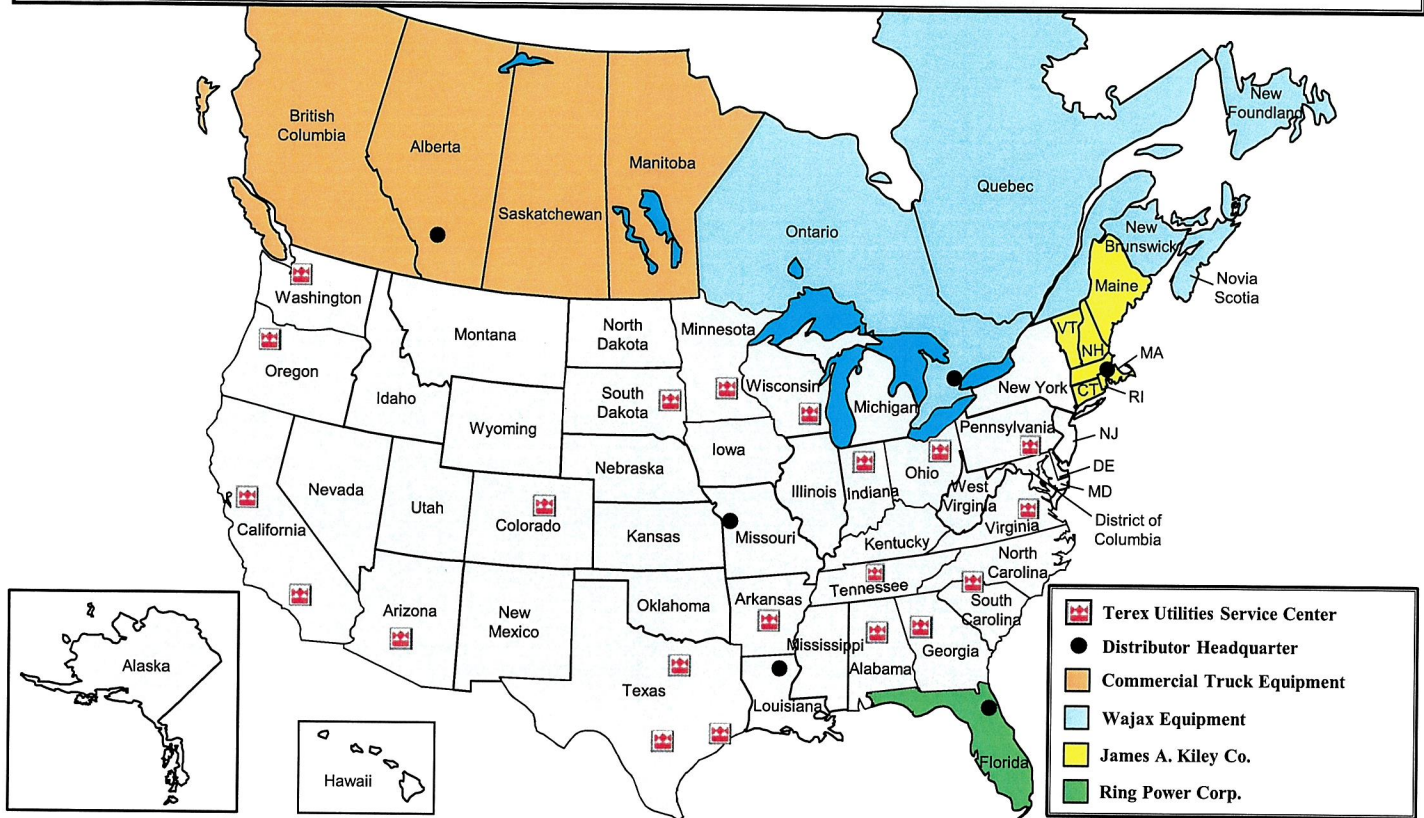 British
Columbia
Alberta
Saskatchewan
Manitoba
Ontario
Quebec
New
Foundland
New
Brunswick
Novia
Scotia
Maine
VT
NH
MA
CT
RI
Washington
Oregon
Idaho
Montana
North
Dakota
South
Dakota
Minnesota
Wisconsin
Michigan
New York
Pennsylvania
NJ
DE
MD
District of
Columbia
Wyoming
Nebraska
Iowa
Illinois
Indiana
Ohio
West
Virginia
Virginia
Nevada
Utah
Colorado
Kansas
Missouri
Kentucky
California
Arizona
New
Mexico
Oklahoma
Arkansas
Tennessee
North
Carolina
South
Carolina
Texas
Louisiana
Mississippi
Alabama
Georgia
Florida
Alaska
Hawaii
Terex Utilities Service Center
Distributor Headquarter
Commercial Truck Equipment
Wajax Equipment
James A. Kiley Co.
Ring Power Corp.